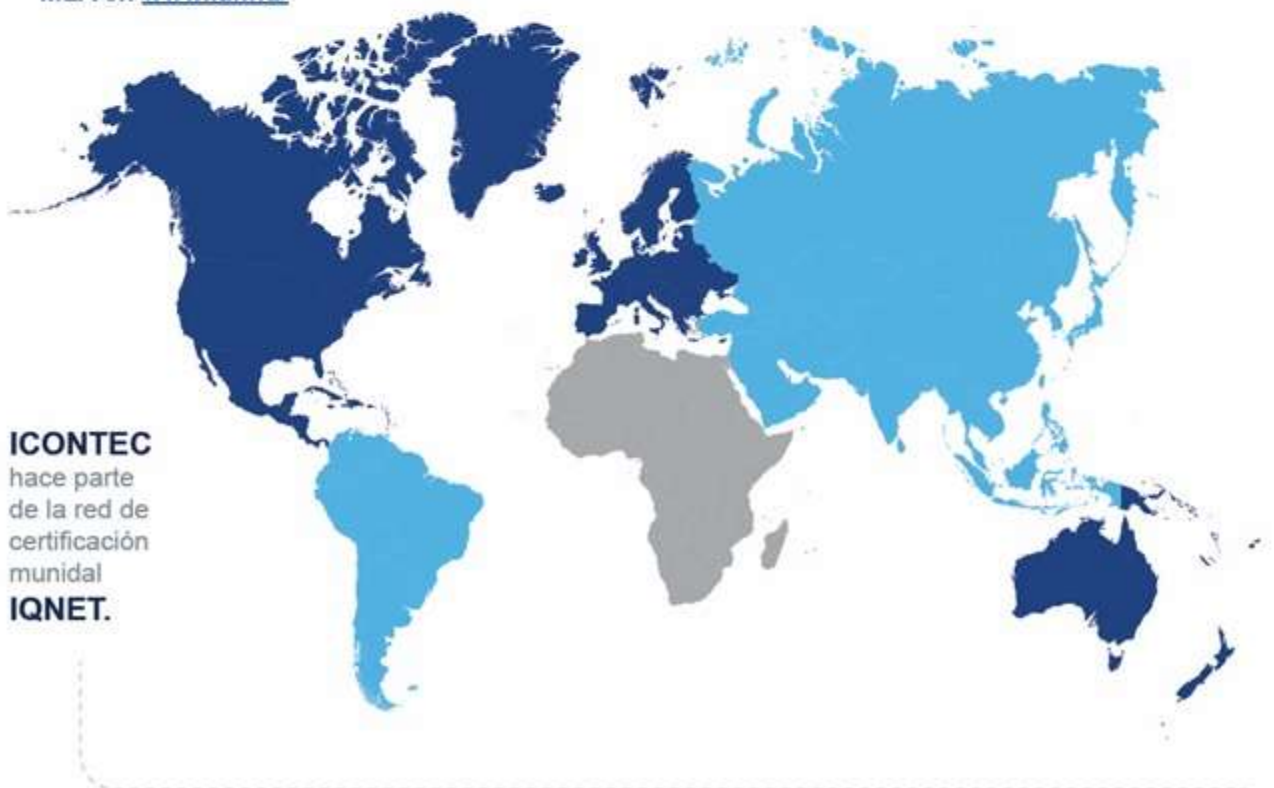 ICONTEC
hace parte
de la red de
certificación
munidal
IQNET.